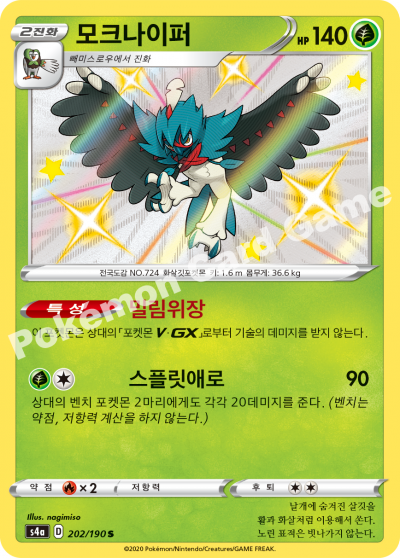 2진화
모크나이퍼
HP 140
빼미스로우에서 진화
전국도감 NO.724 화살깃포켓몬 키: 1.6 m 몸무게: 36.6 kg
특성 밀림위장
이 포켓몬은 상대의 「포켓몬 V·GX」로부터 기술의 데미지를 받지 않는다.
스플릿애로 90
상대의 벤치 포켓몬 2마리에게도 각각 20데미지를 준다. (벤치는
약점, 저항력 계산을 하지 않는다.)
약점 ×2 저항력 후퇴
Illus. nagimiso
s4a D 202/190 S
날개에 숨겨진 살깃을
활과 화살처럼 이용해서 쏜다.
노린 표적은 빗나가지 않는다.
©2020 Pokémon/Nintendo/Creatures/GAME FREAK.
Pokémon Card Game